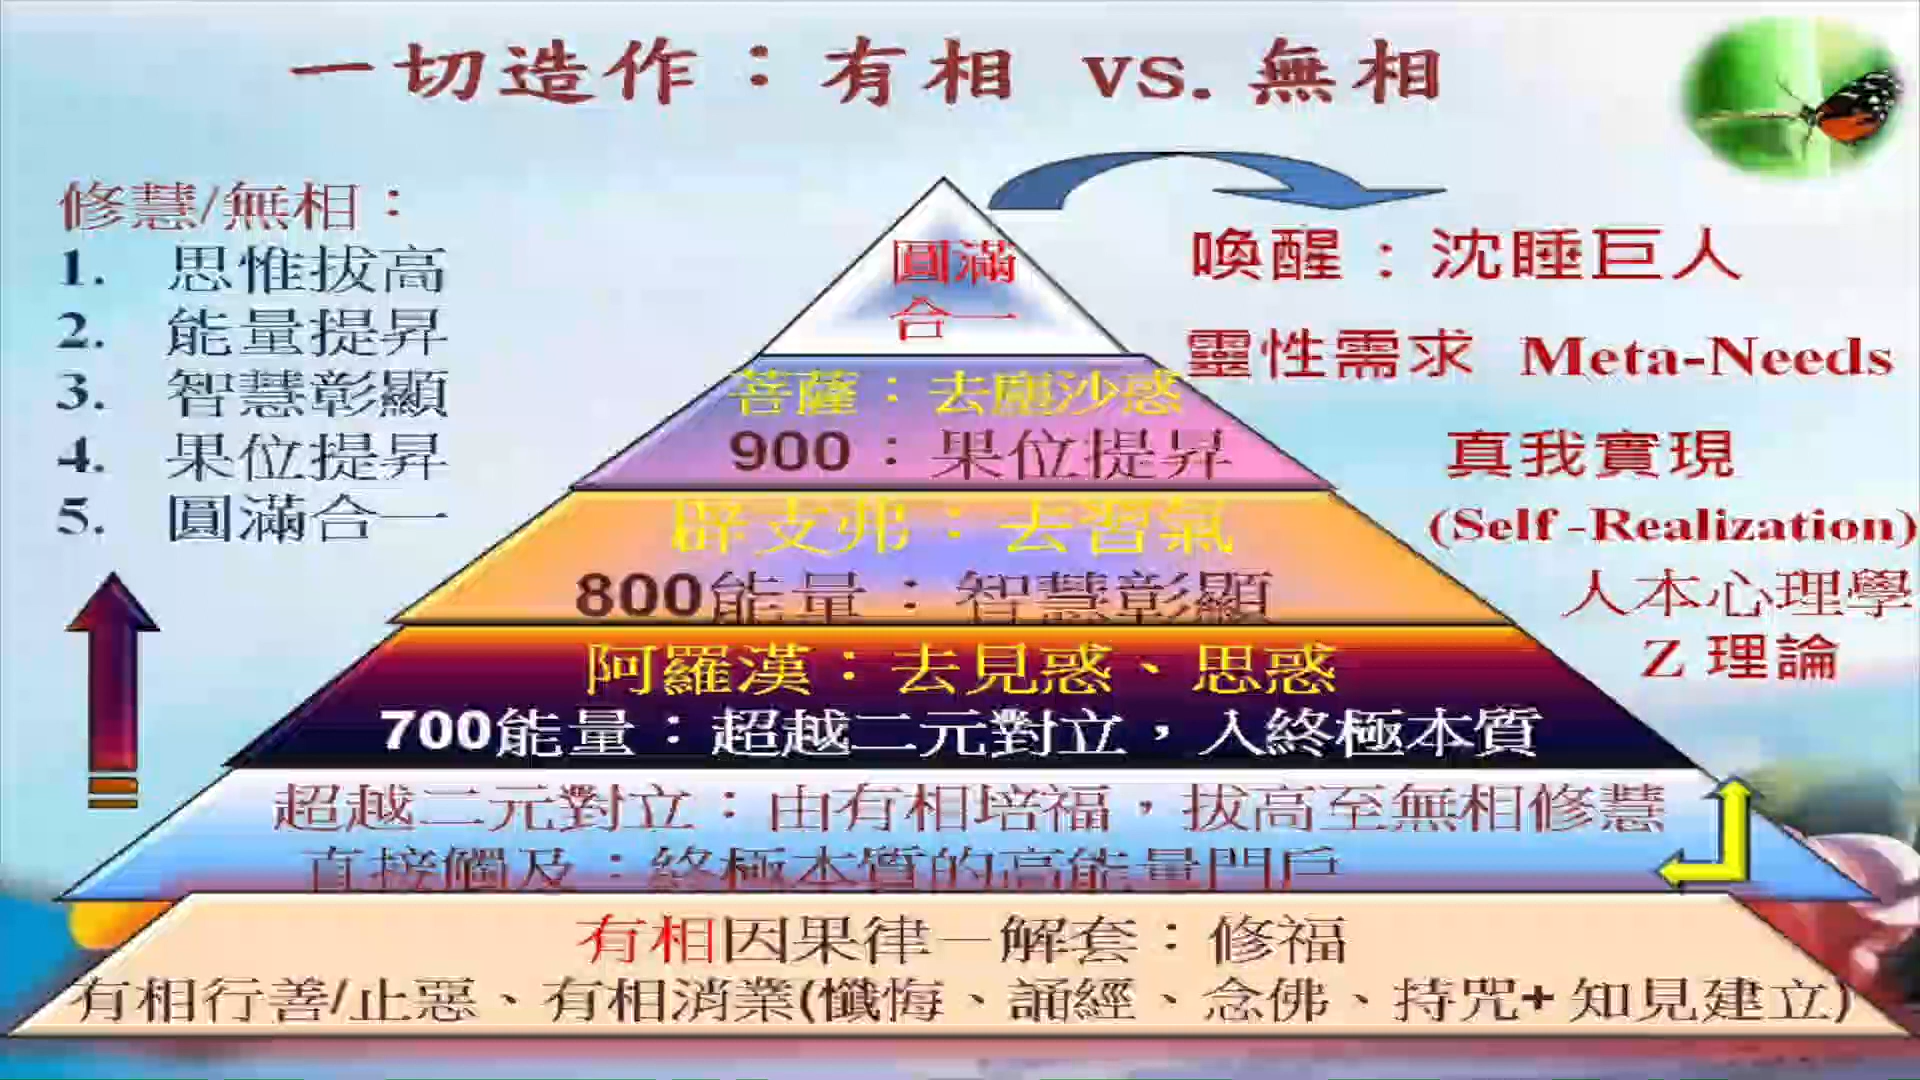 一切造作：有相 vs. 無相
修慧/無相：
1. 思惟拔高
2. 能量提昇
3. 智慧彰顯
4. 果位提昇
5. 圓滿合一
圓滿
合一
菩薩：去塵沙惑
900：果位提昇
辟支弗：去習氣
800能量：智慧彰顯
阿羅漢：去見惑、思惑
700能量：超越二元對立，入終極本質
超越二元對立：由有相培福，拔高至無相修慧
直接觸及：終極本質的高能量門戶
有相因果律－解套：修福
有相行善/止惡、有相消業(懺悔、誦經、念佛、持咒+ 知見建立)
喚醒：沈睡巨人
靈性需求 Meta-Needs
真我實現
(Self-Realization)
人本心理學
Z 理論